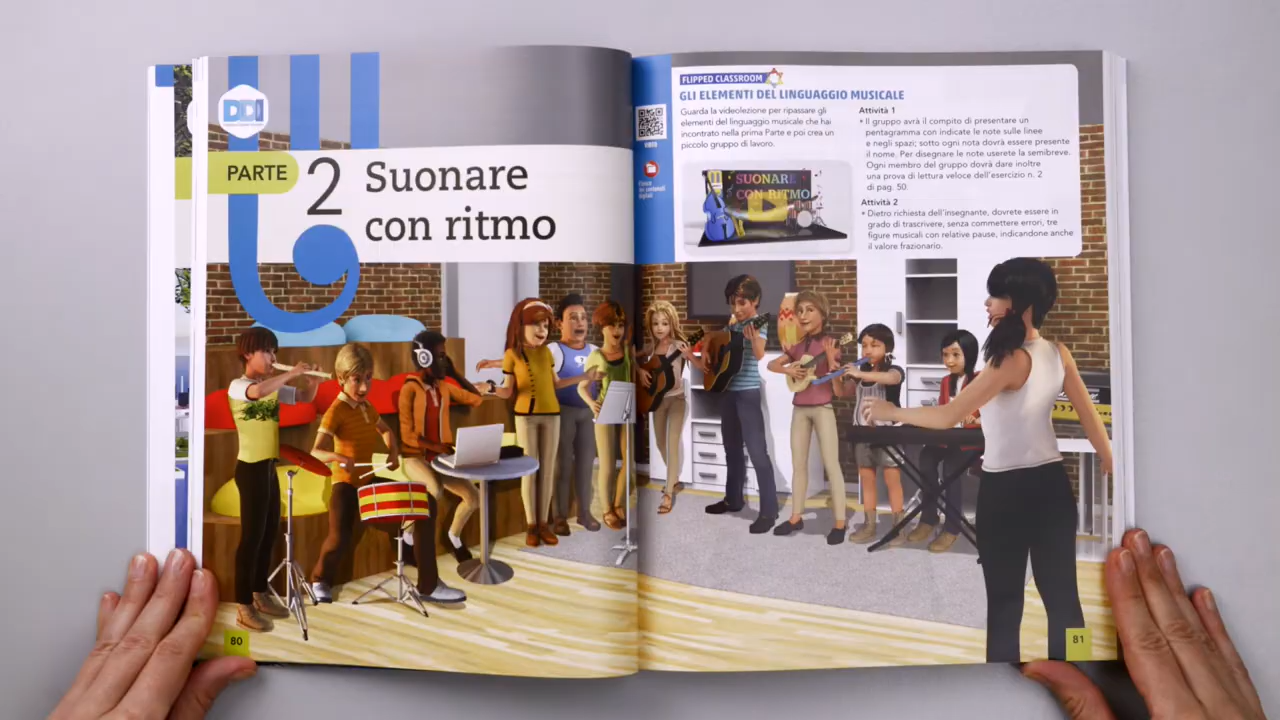 DDI
PARTE
2
Suonare
con ritmo
80
FLIPPED CLASSROOM
GLI ELEMENTI DEL LINGUAGGIO MUSICALE
Guarda la videolezione per ripassare gli
elementi del linguaggio musicale che hai
incontrato nella prima Parte e poi crea un
piccolo gruppo di lavoro.
SUONARE
CON RITMO
VIDEO
Attività 1
• Il gruppo avrà il compito di presentare un
pentagramma con indicate le note sulle linee
e negli spazi; sotto ogni nota dovrà essere presente
il nome. Per disegnare le note userete la semibreve.
Ogni membro del gruppo dovrà dare inoltre
una prova di lettura veloce dell'esercizio n. 2
di pag. 50.
Attività 2
• Dietro richiesta dell'insegnante, dovrete essere in
grado di trascrivere, senza commettere errori, tre
figure musicali con relative pause, indicandone anche
il valore frazionario.
81